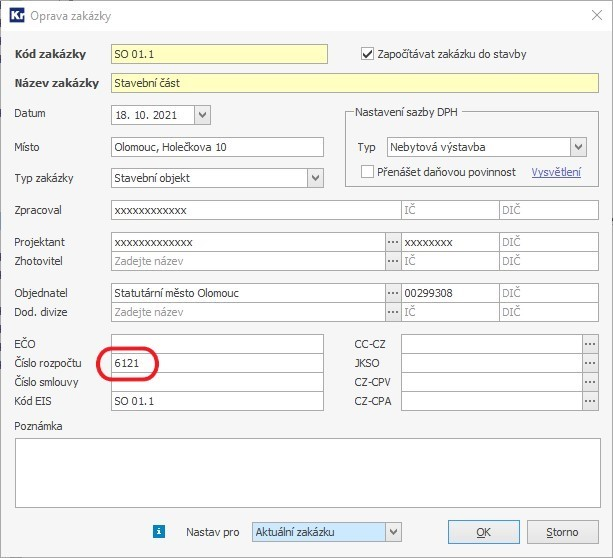 Kr Oprava zakázky
Kód zakázky SO 01.1 Započítávat zakázku do stavby
Název zakázky Stavební část
Datum 18. 10. 2021 Nastavení sazby DPH
Místo Olomouc, Holečkova 10 Typ Nebytová výstavba
Přenášet daňovou povinnost Vysvětlení
Typ zakázky Stavební objekt
Zpracoval xxxxxxxxxxxx IČ DIČ
Projektant xxxxxxxxxxxxx ... xxxxxxxx DIČ
Zhotovitel Zadejte název ... IČ DIČ
Objednatel Statutární město Olomouc ... 00299308 DIČ
Dod. divize Zadejte název ... IČ DIČ
EČO CC-CZ ...
Číslo rozpočtu 6121 JKSO ...
Číslo smlouvy CZ-CPV ...
Kód EIS SO 01.1 CZ-CPA ...
Poznámka
i Nastav pro Aktuální zakázku OK Storno